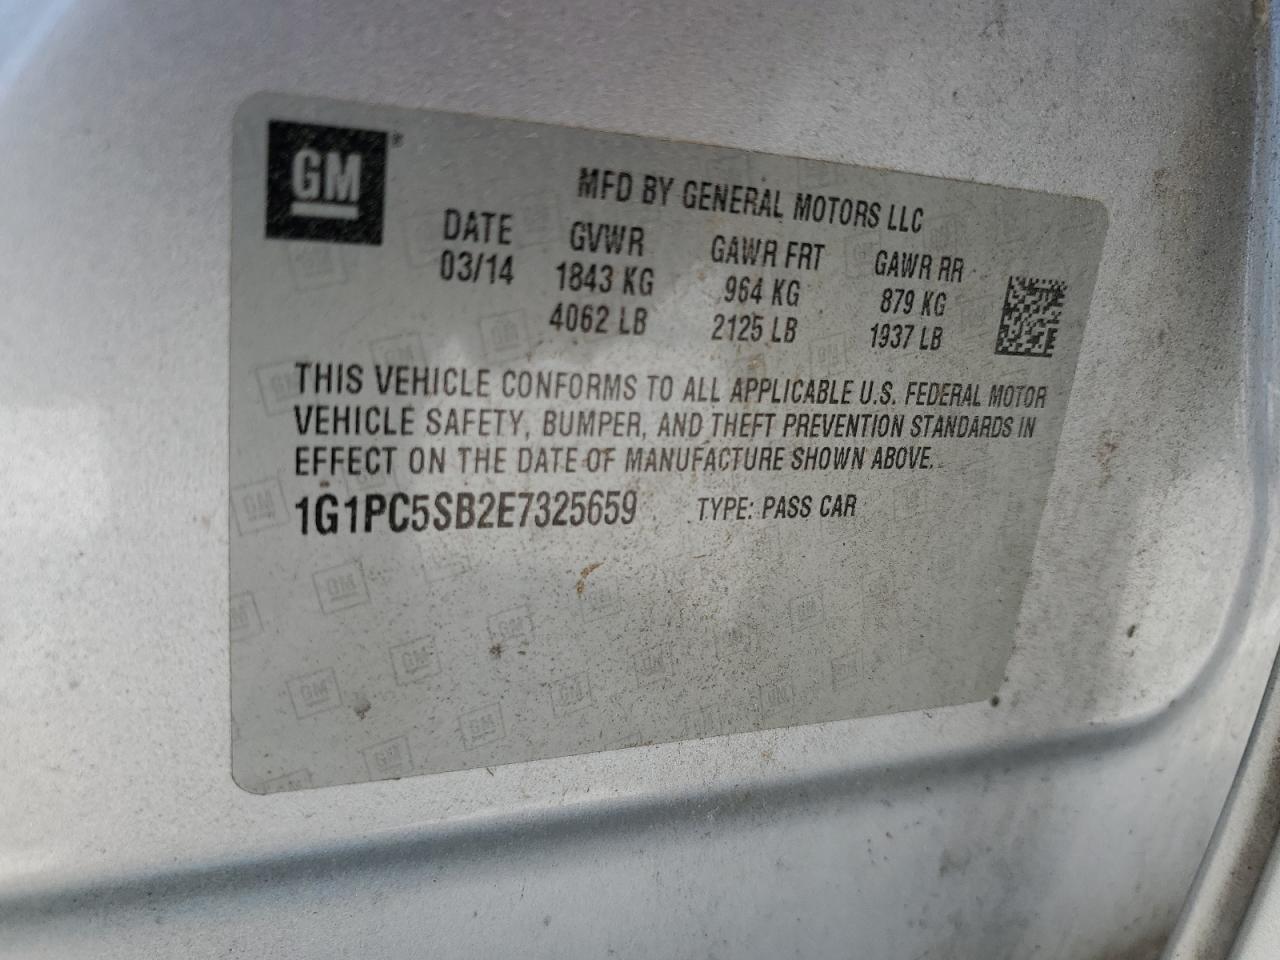 GM®
MFD BY GENERAL MOTORS LLC
DATE GVWR GAWR FRT GAWR RR
03/14 1843 KG 964 KG 879 KG
4062 LB 2125 LB 1937 LB
THIS VEHICLE CONFORMS TO ALL APPLICABLE U.S. FEDERAL MOTOR
VEHICLE SAFETY, BUMPER, AND THEFT PREVENTION STANDARDS IN
EFFECT ON THE DATE OF MANUFACTURE SHOWN ABOVE.
1G1PC5SB2E7325659 TYPE: PASS CAR